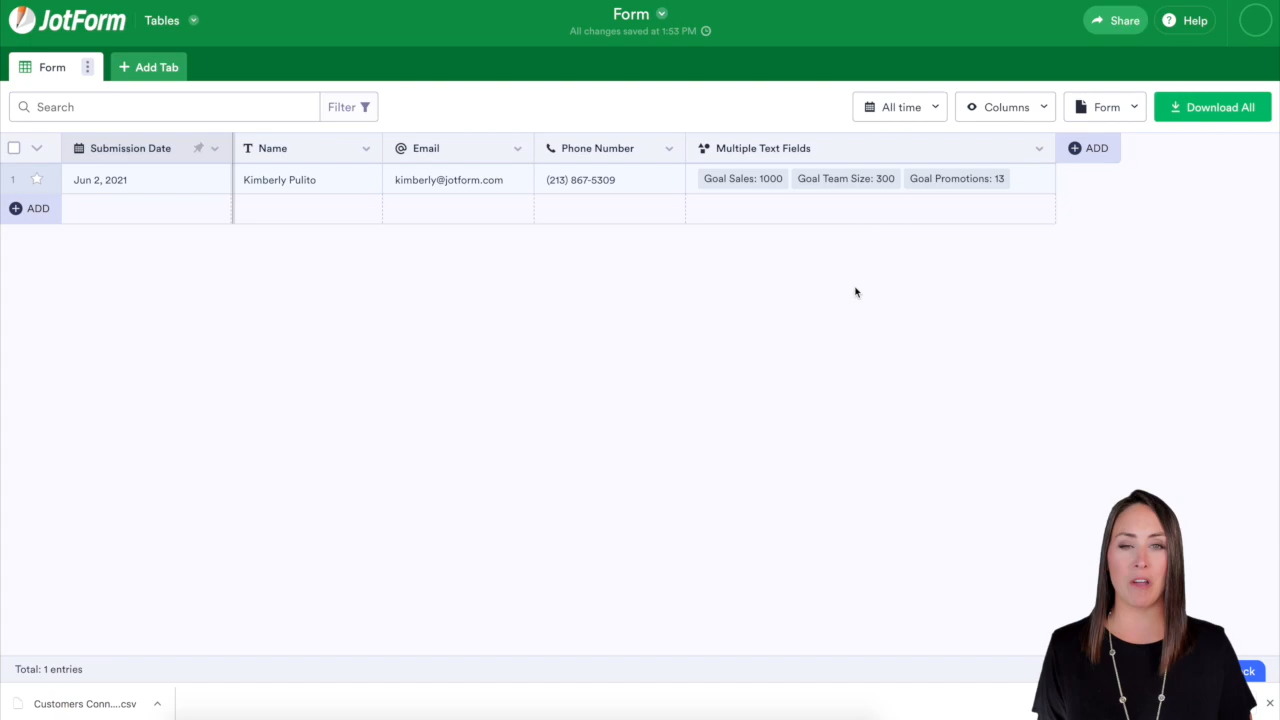 JotForm
Tables
Form
All changes saved at 1:53 PM
Share
Help
Form
Add Tab
Search
Filter
All time
Columns
Form
Download All
Submission Date
Name
Email
Phone Number
Multiple Text Fields
ADD
1
Jun 2, 2021
Kimberly Pulito
kimberly@jotform.com
(213) 867-5309
Goal Sales: 1000
Goal Team Size: 300
Goal Promotions: 13
ADD
Total: 1 entries
Customers Conn....csv